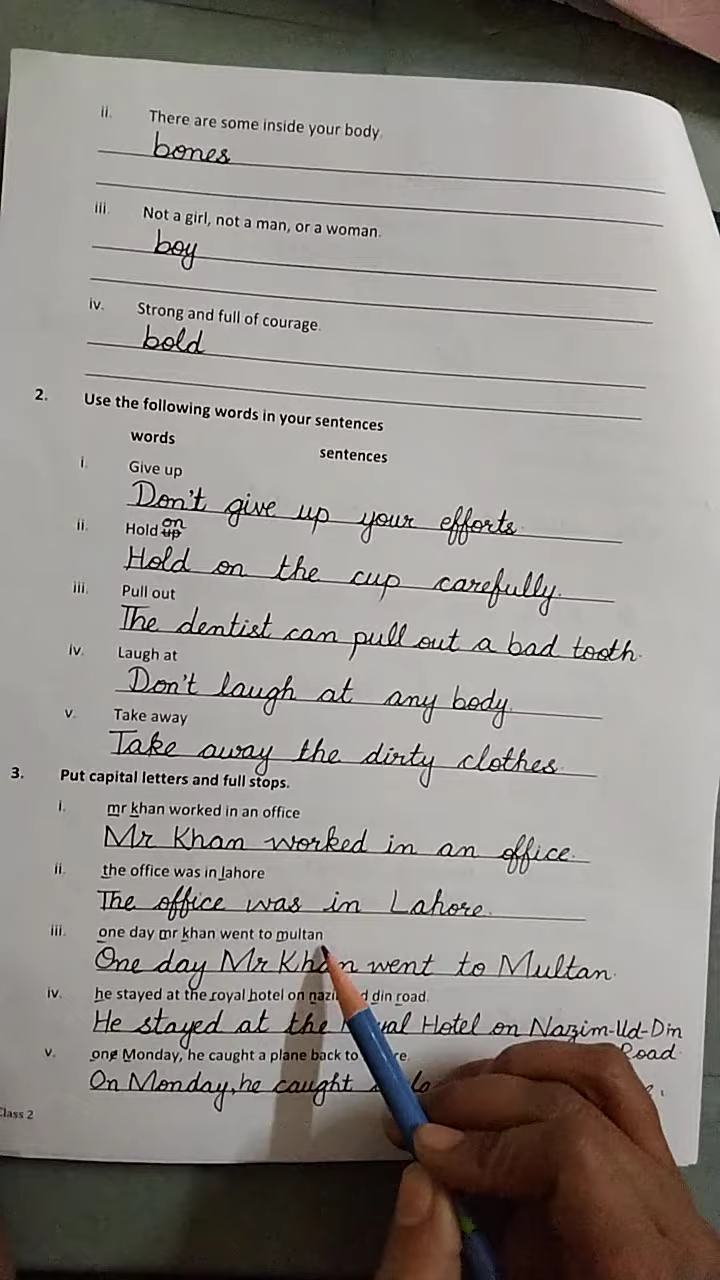 ii. There are some inside your body.
bones
iii. Not a girl, not a man, or a woman.
boy
iv. Strong and full of courage.
bold
2. Use the following words in your sentences
words sentences
i. Give up
Don't give up your efforts.
ii. Hold up on
Hold on the cup carefully.
iii. Pull out
The dentist can pull out a bad tooth.
iv. Laugh at
Don't laugh at any body.
v. Take away
Take away the dirty clothes.
3. Put capital letters and full stops.
i. mr khan worked in an office
Mr Khan worked in an office.
ii. the office was in lahore
The office was in Lahore.
iii. one day mr khan went to multan
One day Mr Khan went to Multan.
iv. he stayed at the royal hotel on din road.
He stayed at the Hotel on Nazim-Ud-Din
Road.
v. one Monday, he caught a plane back to
On Monday, he caught
Class 2